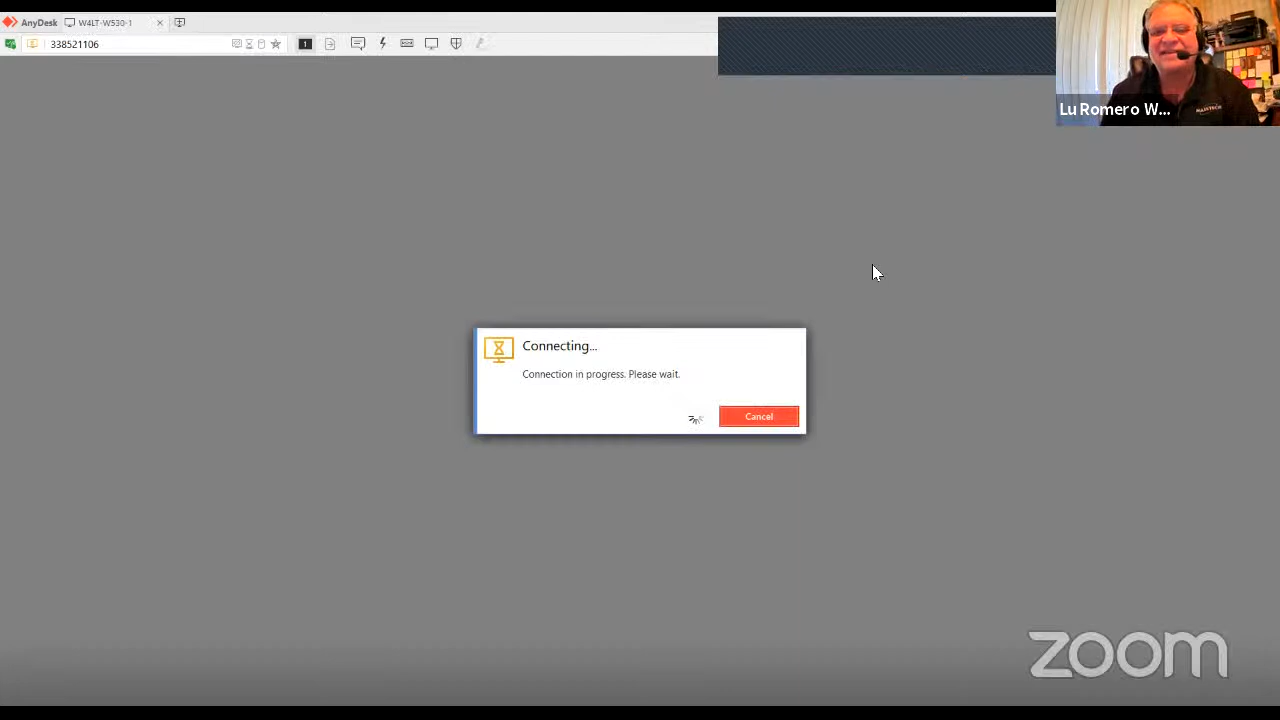 AnyDesk
W4LT-W530-1
338521106
1
Lu Romero W...
Connecting...
Connection in progress. Please wait.
Cancel
zoom